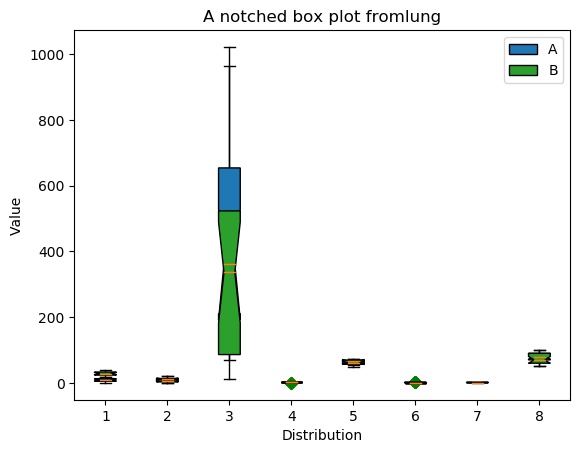 A notched box plot fromlung
A
B
Value
1000
800
600
400
200
0
1 2 3 4 5 6 7 8
Distribution